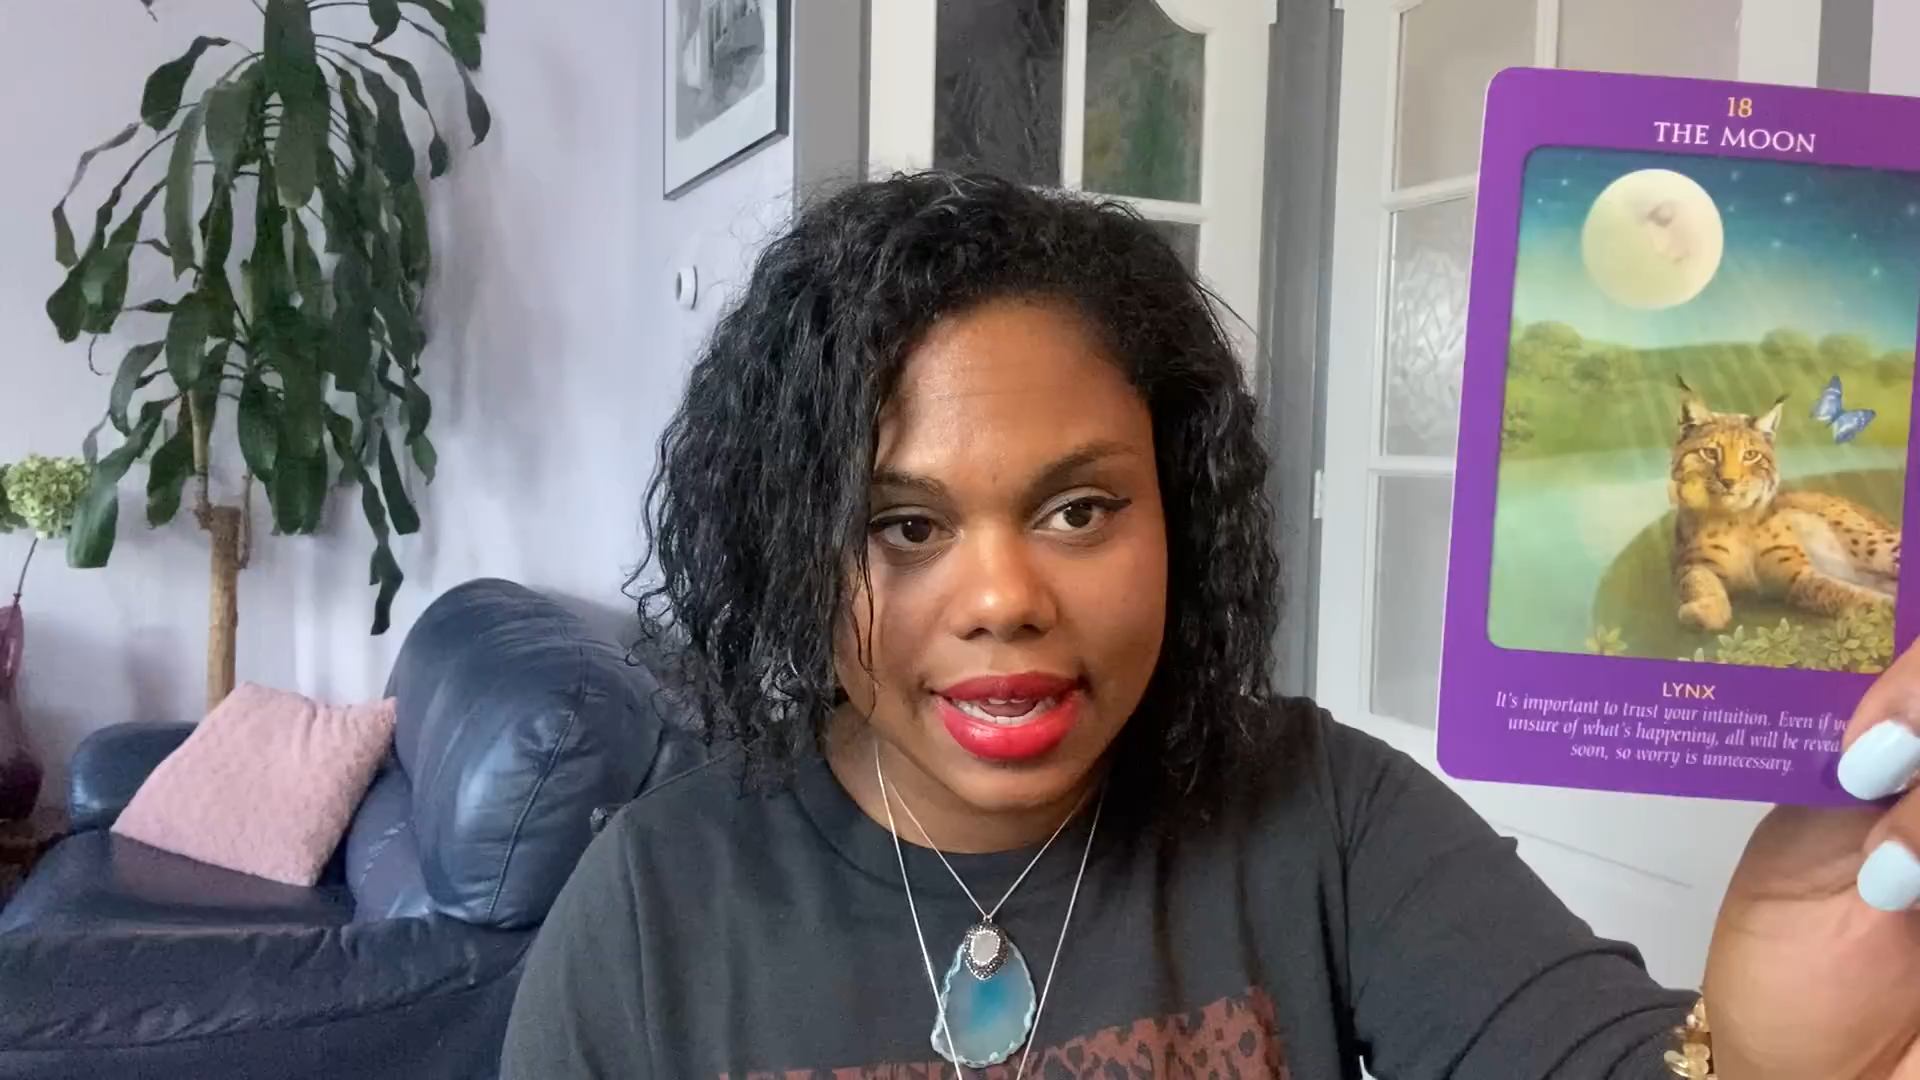 18
THE MOON
LYNX
It's important to trust your intuition. Even if
unsure of what's happening, all will be
soon, so worry is unnecessary.